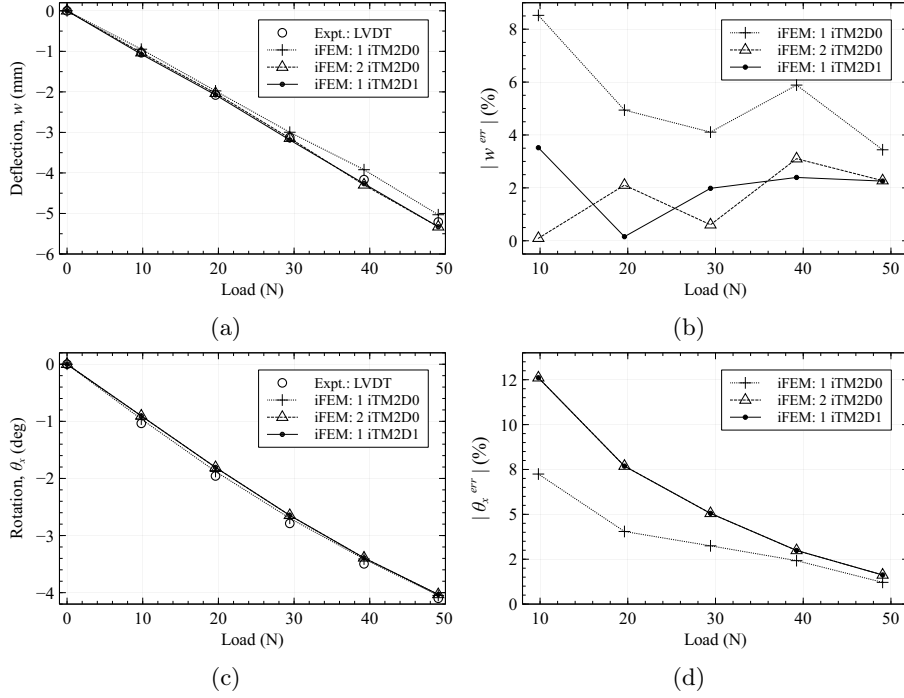 0
−1
−2
−3
−4
−5
−6
Deflection, w (mm)
Expt.: LVDT
iFEM: 1 iTM2D0
iFEM: 2 iTM2D0
iFEM: 1 iTM2D1
0 10 20 30 40 50
Load (N)
(a)
8
6
4
2
0
| w^err | (%)
iFEM: 1 iTM2D0
iFEM: 2 iTM2D0
iFEM: 1 iTM2D1
10 20 30 40 50
Load (N)
(b)
0
−1
−2
−3
−4
Rotation, θx (deg)
Expt.: LVDT
iFEM: 1 iTM2D0
iFEM: 2 iTM2D0
iFEM: 1 iTM2D1
0 10 20 30 40 50
Load (N)
(c)
12
10
8
5
2
0
| θx^err | (%)
iFEM: 1 iTM2D0
iFEM: 2 iTM2D0
iFEM: 1 iTM2D1
10 20 30 40 50
Load (N)
(d)